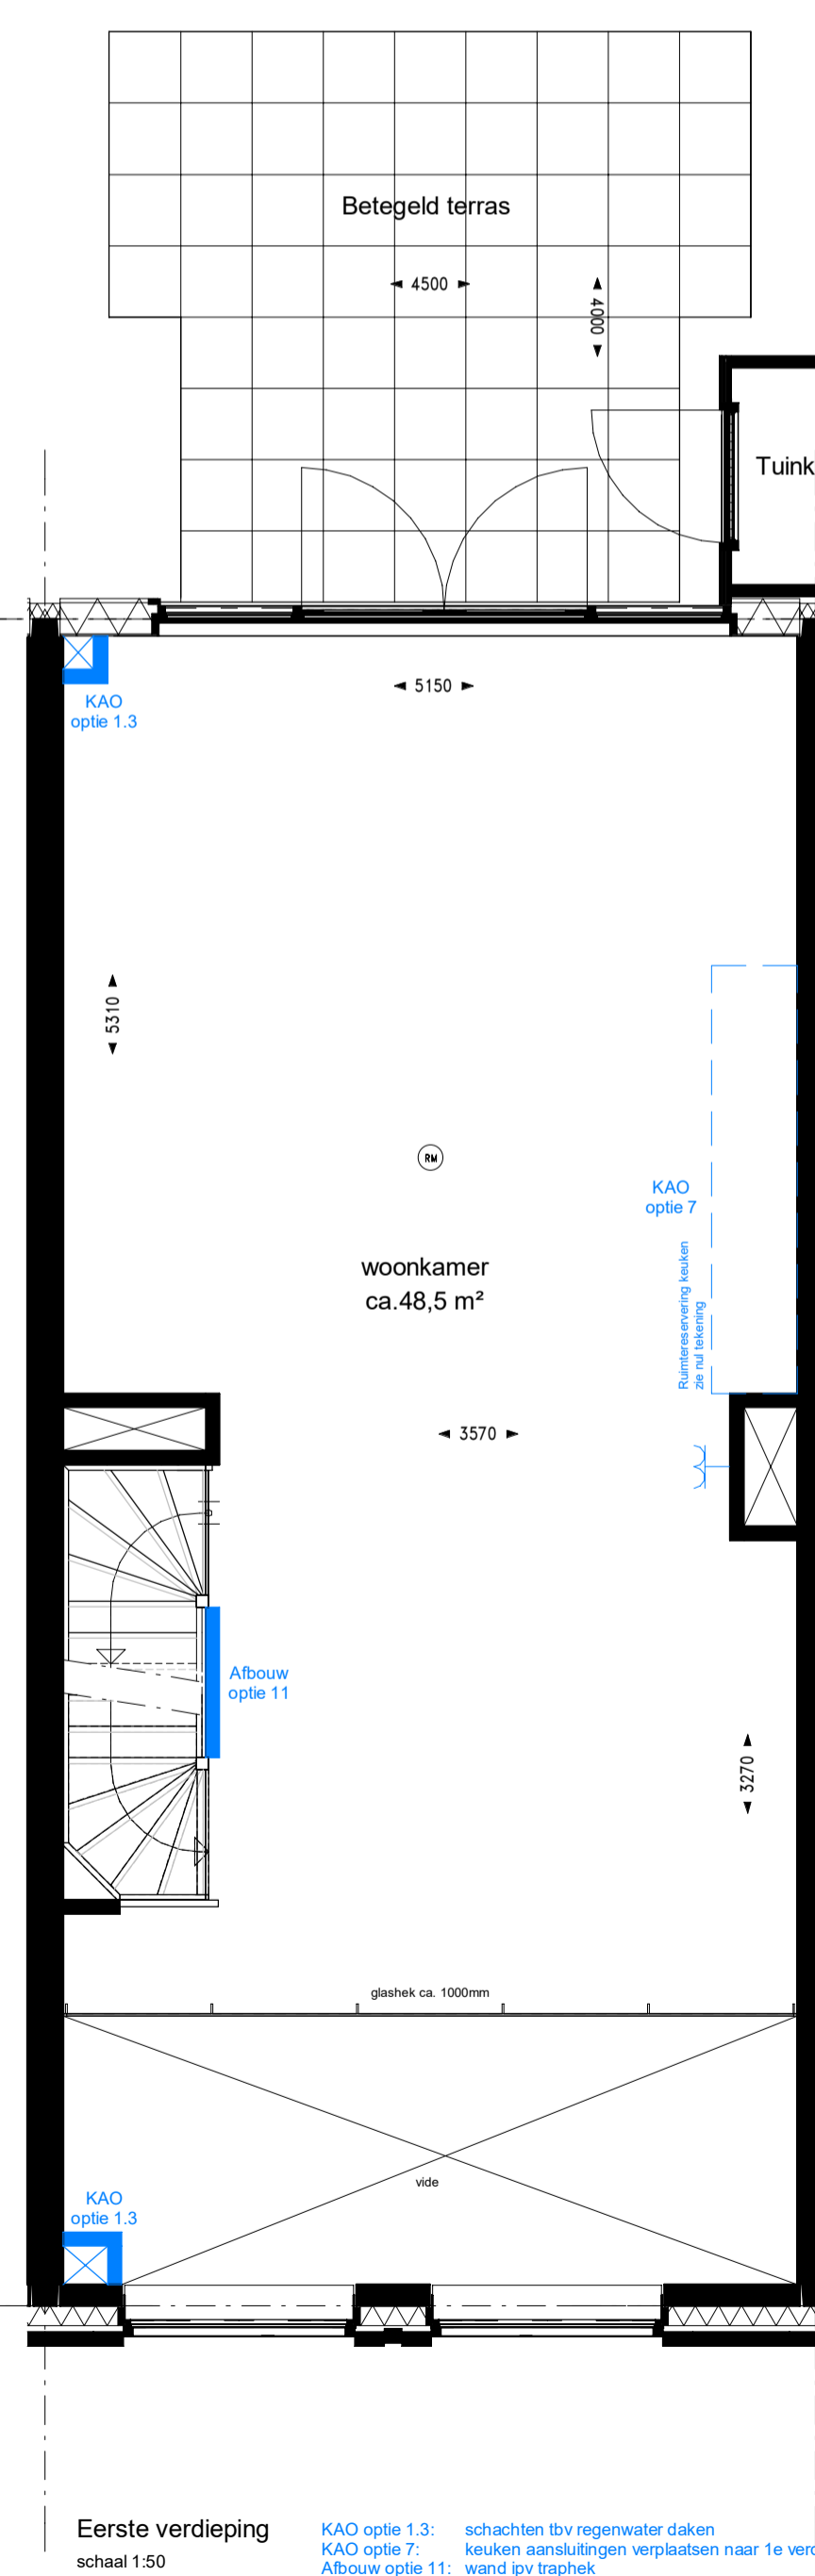 Betegeld terras
4500
4000
Tuink
5150
KAO
optie 1.3
5310
RM
KAO
optie 7
Ruimtereservering keuken
zie nul tekening
woonkamer
ca.48,5 m²
3570
Afbouw
optie 11
3270
glashek ca. 1000mm
vide
KAO
optie 1.3
Eerste verdieping
schaal 1:50
KAO optie 1.3: schachten tbv regenwater daken
KAO optie 7: keuken aansluitingen verplaatsen naar 1e verd
Afbouw optie 11: wand ipv traphek